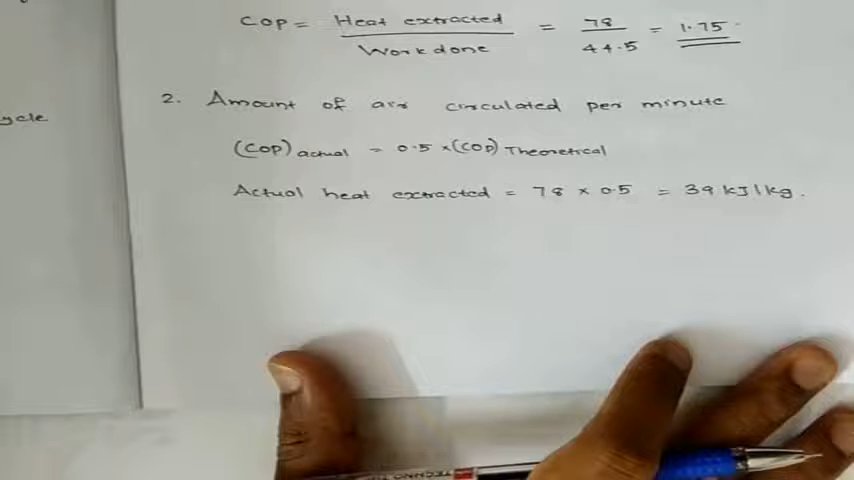 COP = Heat extracted / Work done = 78 / 44.5 = 1.75
ycle
2. Amount of air circulated per minute
(COP) actual = 0.5 × (COP) Theoretical
Actual heat extracted = 78 × 0.5 = 39 kJ/kg.